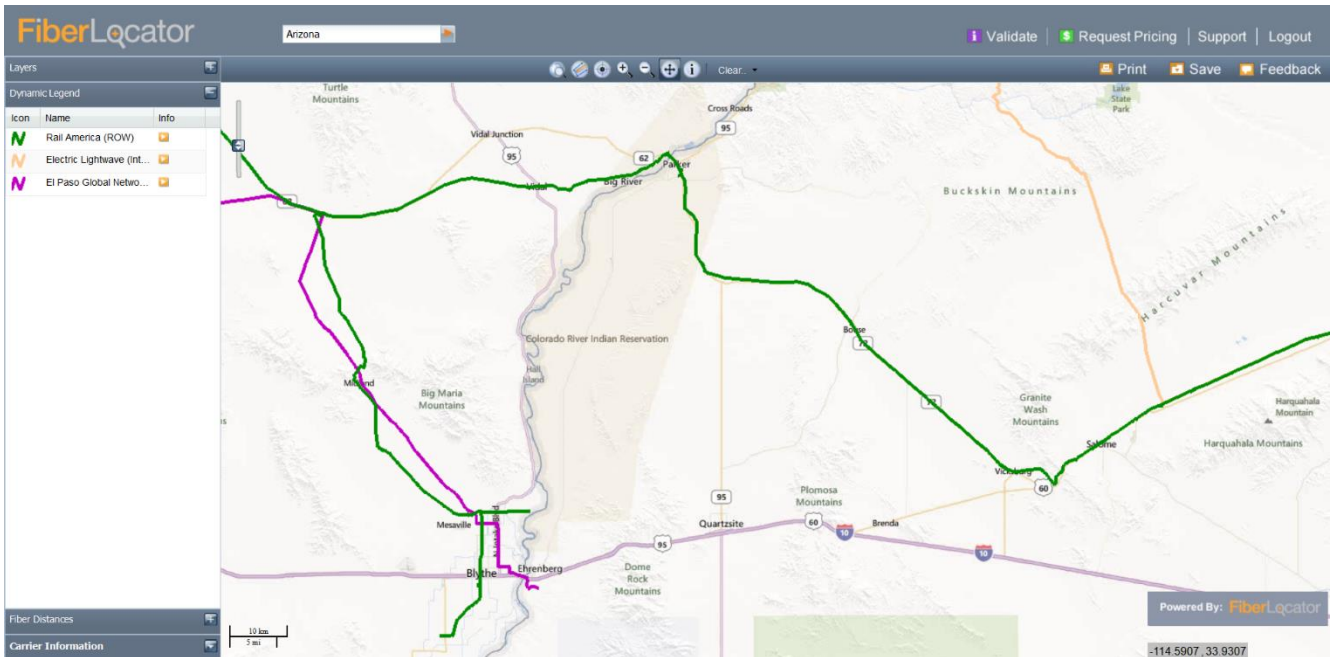 FiberLocator
Arizona
Validate
Request Pricing
Support
Logout
Layers
Clear..
Print
Save
Feedback
Dynamic Legend
Icon Name Info
Rail America (ROW)
Electric Lightwave (Int...
El Paso Global Netwo...
Turtle
Mountains
Cross Roads
95
Lake
State
Park
Vidal Junction
95
62
Parker
Big River
Vidal
Buckskin Mountains
Harcuvar Mountains
Colorado River Indian Reservation
Hall
Island
Bouse
72
Midland
Big Maria
Mountains
72
Granite
Wash
Mountains
Harquahala
Mountain
Salome
Harquahala Mountains
Vicksburg
60
Plomosa
Mountains
95
Quartzsite
60
10
Brenda
Mesaville
95
10
Blythe
Ehrenberg
Dome
Rock
Mountains
Fiber Distances
Carrier Information
10 km
5 mi
Powered By: FiberLocator
-114.5907 , 33.9307